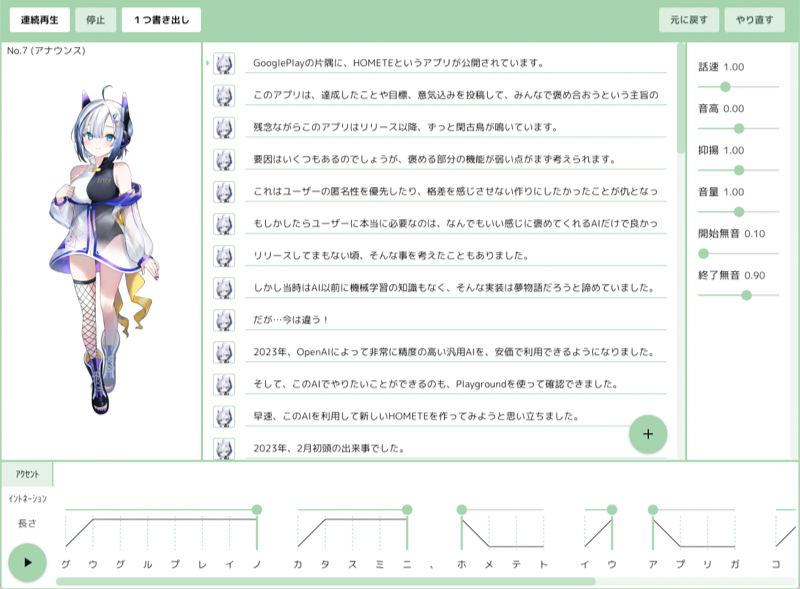 連続再生 停止 1つ書き出し 元に戻す やり直す
No.7 (アナウンス)
GooglePlayの片隅に、HOMETEというアプリが公開されています。
このアプリは、達成したことや目標、意気込みを投稿して、みんなで褒め合おうという主旨の
残念ながらこのアプリはリリース以降、ずっと閑古鳥が鳴いています。
要因はいくつもあるのでしょうが、褒める部分の機能が弱い点がまず考えられます。
これはユーザーの匿名性を優先したり、格差を感じさせない作りにしたかったことが仇となっ
もしかしたらユーザーに本当に必要なのは、なんでもいい感じに褒めてくれるAIだけで良かっ
リリースしてまもない頃、そんな事を考えたこともありました。
しかし当時はAI以前に機械学習の知識もなく、そんな実装は夢物語だろうと諦めていました。
だが…今は違う！
2023年、OpenAIによって非常に精度の高い汎用AIを、安価で利用できるようになりました。
そして、このAIでやりたいことができるのも、Playgroundを使って確認できました。
早速、このAIを利用して新しいHOMETEを作ってみようと思い立ちました。
2023年、2月初頭の出来事でした。
+
話速 1.00
音高 0.00
抑揚 1.00
音量 1.00
開始無音 0.10
終了無音 0.90
アクセント
イントネーション
長さ
グ ウ グ ル プ レ イ ノ カ タ ス ミ ニ 、 ホ メ テ ト イ ウ ア プ リ ガ コ